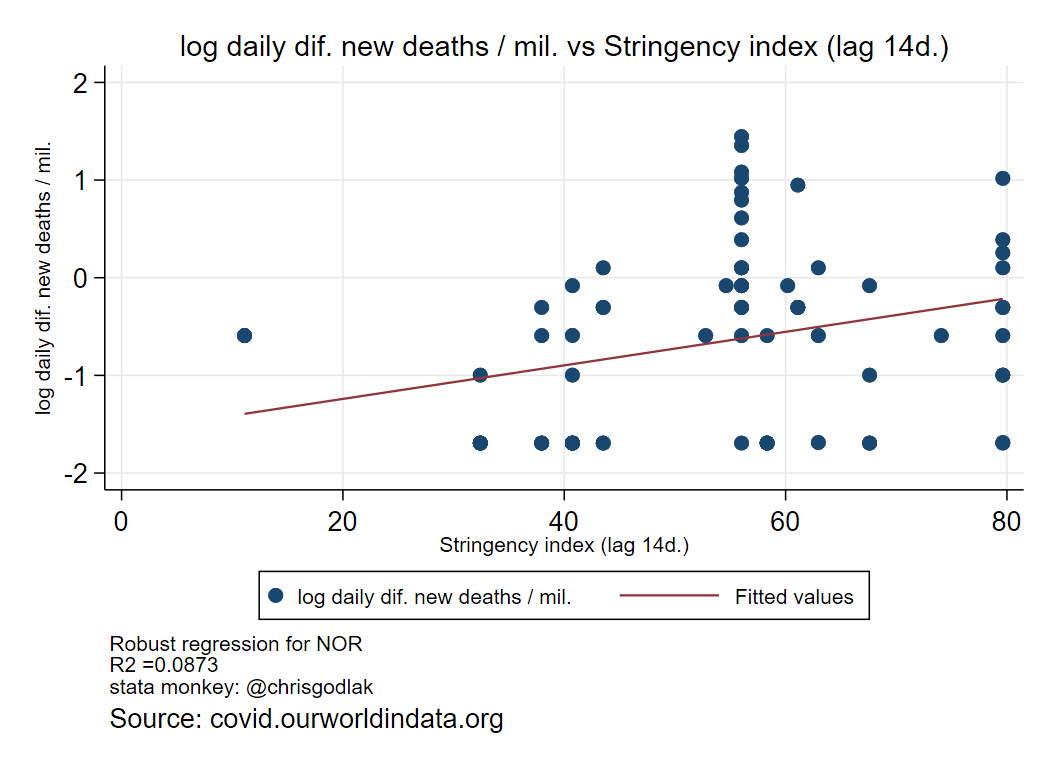 log daily dif. new deaths / mil. vs Stringency index (lag 14d.)
log daily dif. new deaths / mil.
2
1
0
-1
-2
0 20 40 60 80
Stringency index (lag 14d.)
log daily dif. new deaths / mil. Fitted values
Robust regression for NOR
R2 =0.0873
stata monkey: @chrisgodlak
Source: covid.ourworldindata.org